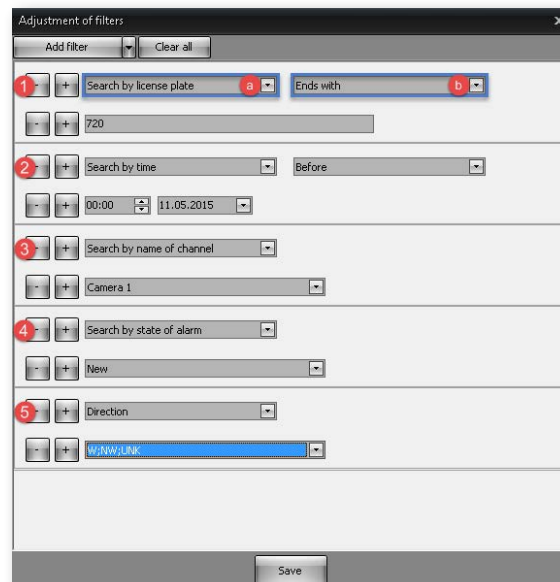 Adjustment of filters
Add filter Clear all
1 - + Search by license plate a Ends with b
- + 720
2 - + Search by time Before
- + 00:00 11.05.2015
3 - + Search by name of channel
- + Camera 1
4 - + Search by state of alarm
- + New
5 - + Direction
- + W;NW;UNK
Save